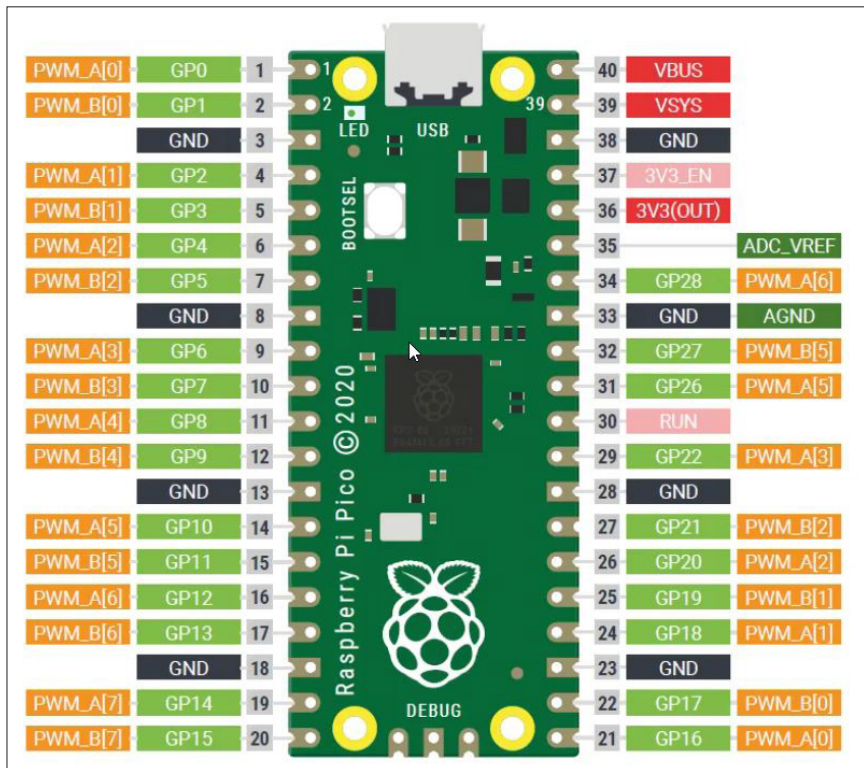 PWM_A[0] GP0 1 1 40 VBUS
PWM_B[0] GP1 2 2 39 39 VSYS
LED USB
GND 3 38 GND
PWM_A[1] GP2 4 37 3V3_EN
PWM_B[1] GP3 5 BOOTSEL 36 3V3(OUT)
PWM_A[2] GP4 6 35 ADC_VREF
PWM_B[2] GP5 7 34 GP28 PWM_A[6]
GND 8 33 GND AGND
PWM_A[3] GP6 9 32 GP27 PWM_B[5]
PWM_B[3] GP7 10 31 GP26 PWM_A[5]
PWM_A[4] GP8 11 30 RUN
PWM_B[4] GP9 12 29 GP22 PWM_A[3]
GND 13 28 GND
PWM_A[5] GP10 14 27 GP21 PWM_B[2]
PWM_B[5] GP11 15 26 GP20 PWM_A[2]
PWM_A[6] GP12 16 25 GP19 PWM_B[1]
PWM_B[6] GP13 17 24 GP18 PWM_A[1]
GND 18 23 GND
PWM_A[7] GP14 19 22 GP17 PWM_B[0]
DEBUG
PWM_B[7] GP15 20 21 GP16 PWM_A[0]
Raspberry Pi Pico © 2020